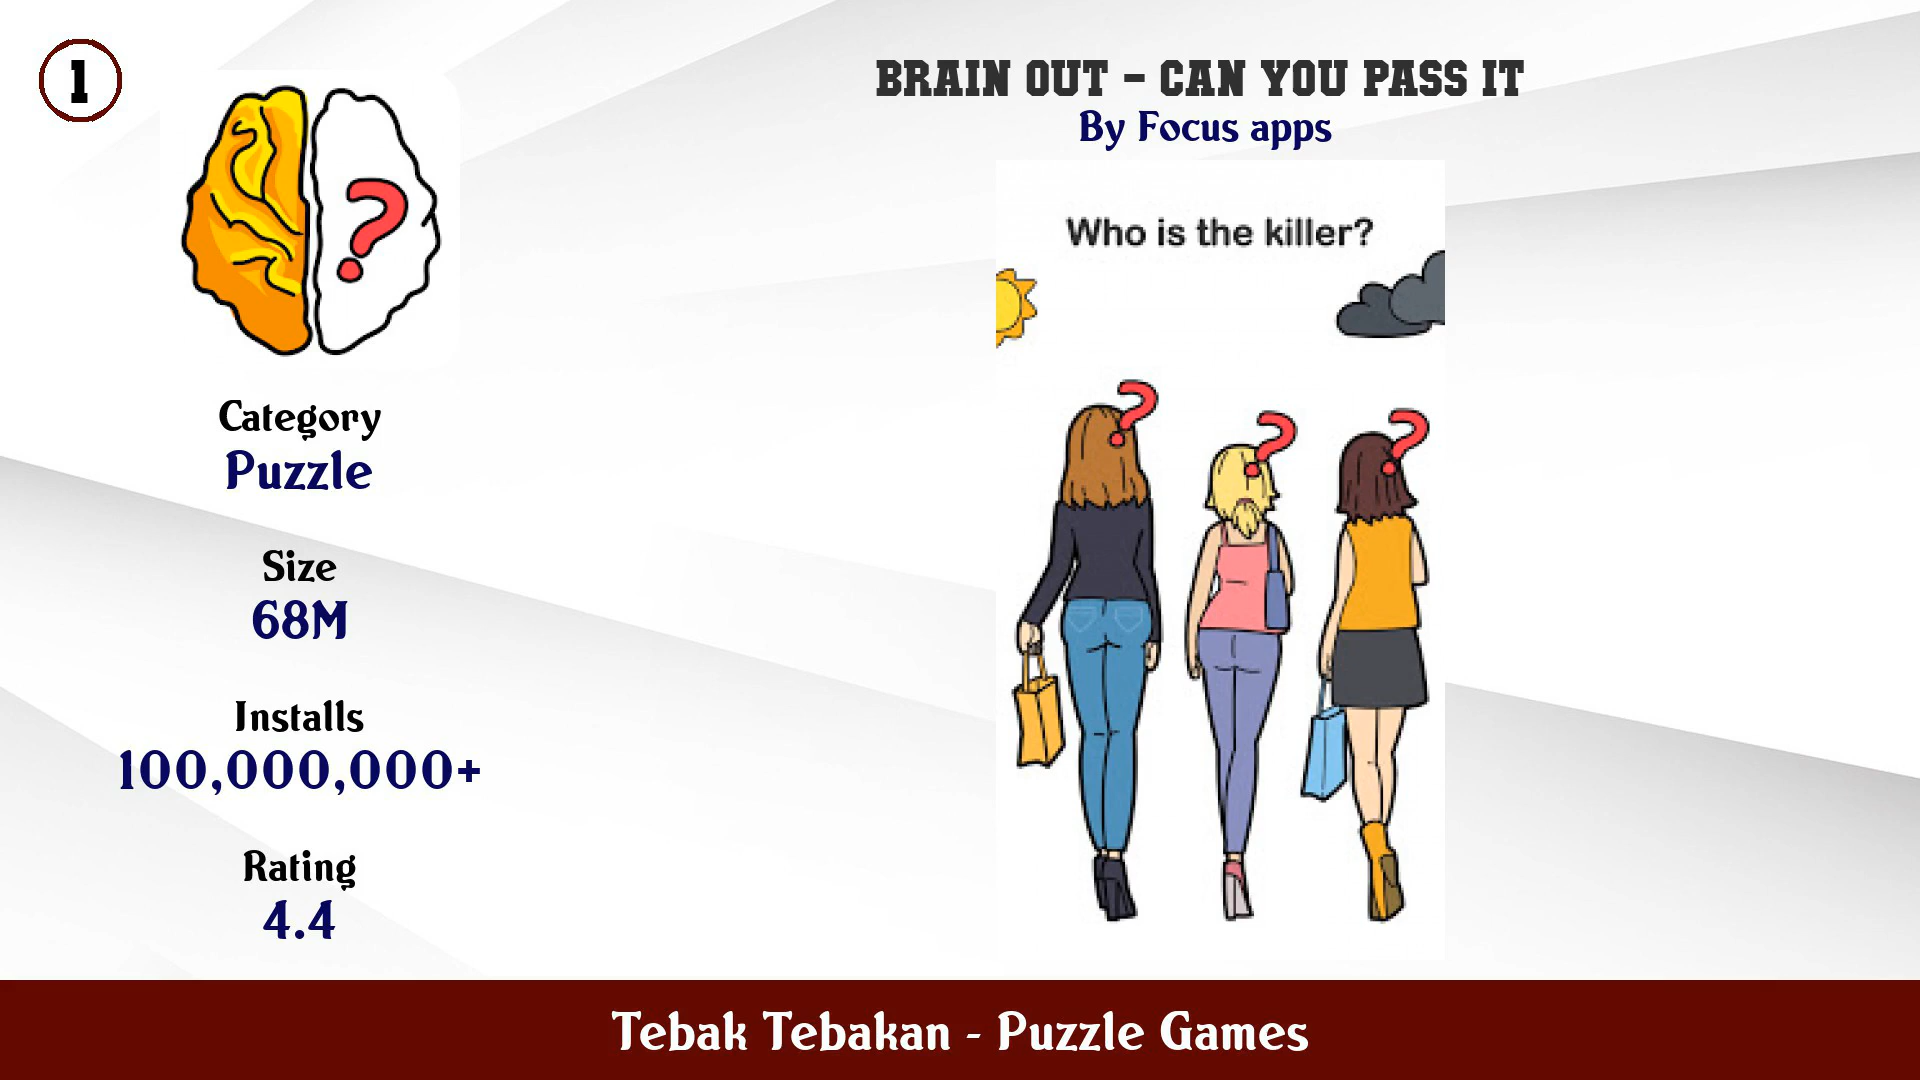 1
BRAIN OUT – CAN YOU PASS IT
By Focus apps
?
Who is the killer?
? ? ?
Category
Puzzle
Size
68M
Installs
100,000,000+
Rating
4.4
Tebak Tebakan - Puzzle Games